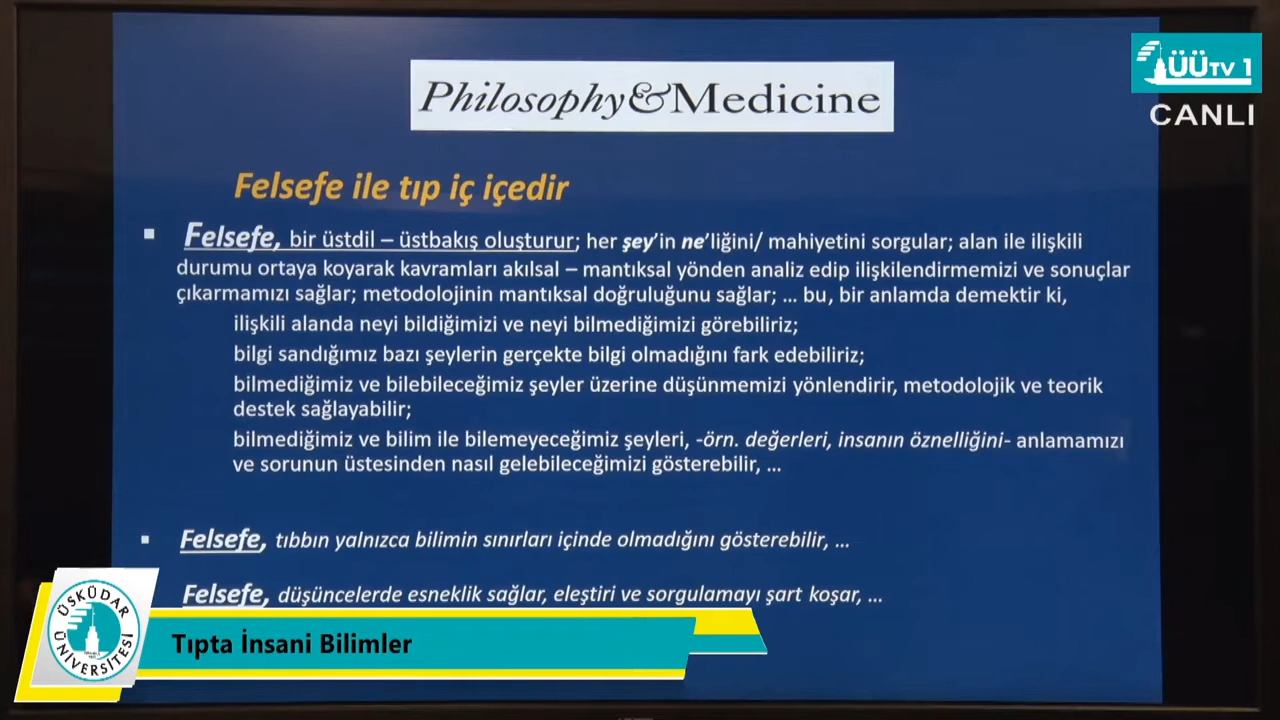 ÜÜTV 1
CANLI
Philosophy&Medicine
Felsefe ile tıp iç içedir
▪ Felsefe, bir üstdil – üstbakış oluşturur; her şey’in ne’liğini/ mahiyetini sorgular; alan ile ilişkili
durumu ortaya koyarak kavramları akılsal – mantıksal yönden analiz edip ilişkilendirmemizi ve sonuçlar
çıkarmamızı sağlar; metodolojinin mantıksal doğruluğunu sağlar; ... bu, bir anlamda demektir ki,
ilişkili alanda neyi bildiğimizi ve neyi bilmediğimizi görebiliriz;
bilgi sandığımız bazı şeylerin gerçekte bilgi olmadığını fark edebiliriz;
bilmediğimiz ve bilebileceğimiz şeyler üzerine düşünmemizi yönlendirir, metodolojik ve teorik
destek sağlayabilir;
bilmediğimiz ve bilim ile bilemeyeceğimiz şeyleri, -örn. değerleri, insanın öznelliğini- anlamamızı
ve sorunun üstesinden nasıl gelebileceğimizi gösterebilir, ...
▪ Felsefe, tıbbın yalnızca bilimin sınırları içinde olmadığını gösterebilir, ...
Felsefe, düşüncelerde esneklik sağlar, eleştiri ve sorgulamayı şart koşar, ...
ÜSKÜDAR
ÜNİVERSİTESİ
Tıpta İnsani Bilimler